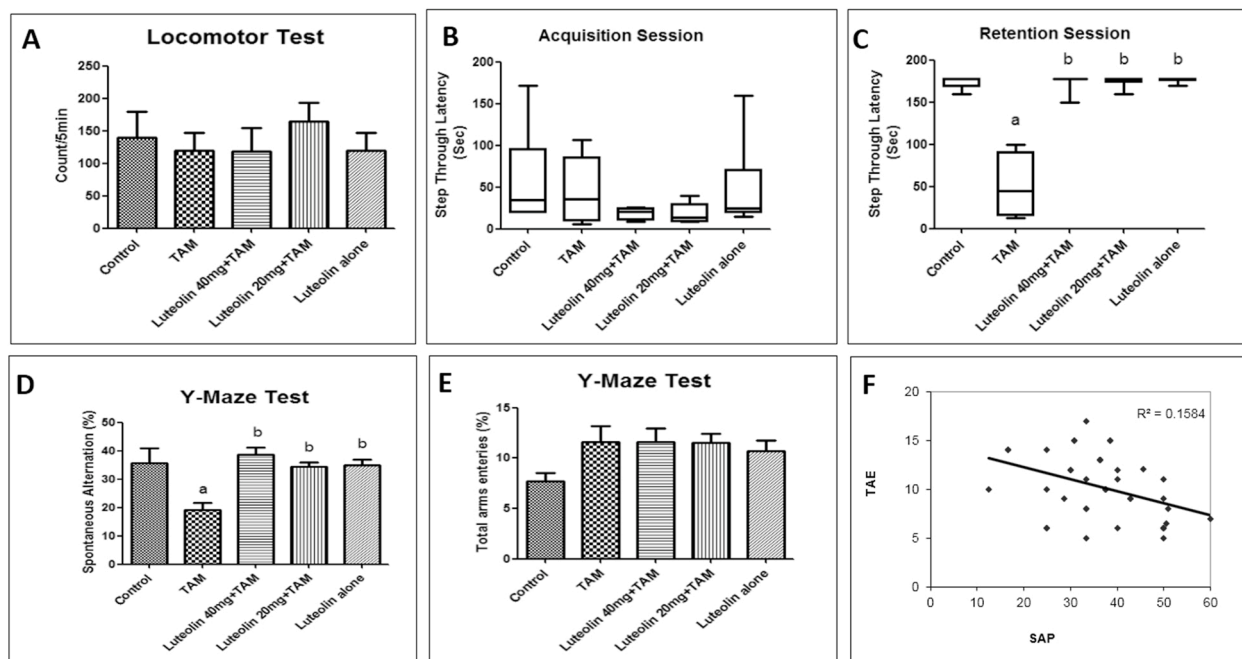 A
Locomotor Test
Count/5min
250
200
150
100
50
0
Control
TAM
Luteolin 40mg+TAM
Luteolin 20mg+TAM
Luteolin alone
B
Acquisition Session
Step Through Latency
(Sec)
200
150
100
50
0
Control
TAM
Luteolin 40mg+TAM
Luteolin 20mg+TAM
Luteolin alone
C
Retention Session
Step Through Latency
(Sec)
200
150
100
50
0
a
b
b
b
Control
TAM
Luteolin 40mg+TAM
Luteolin 20mg+TAM
Luteolin alone
D
Y-Maze Test
Spontaneous Alternation (%)
50
40
30
20
10
0
a
b
b
b
Control
TAM
Luteolin 40mg+TAM
Luteolin 20mg+TAM
Luteolin alone
E
Y-Maze Test
Total arms enteries (%)
15
10
5
0
Control
TAM
Luteolin 40mg+TAM
Luteolin 20mg+TAM
Luteolin alone
F
R² = 0.1584
TAE
20
15
10
5
0
0 10 20 30 40 50 60
SAP